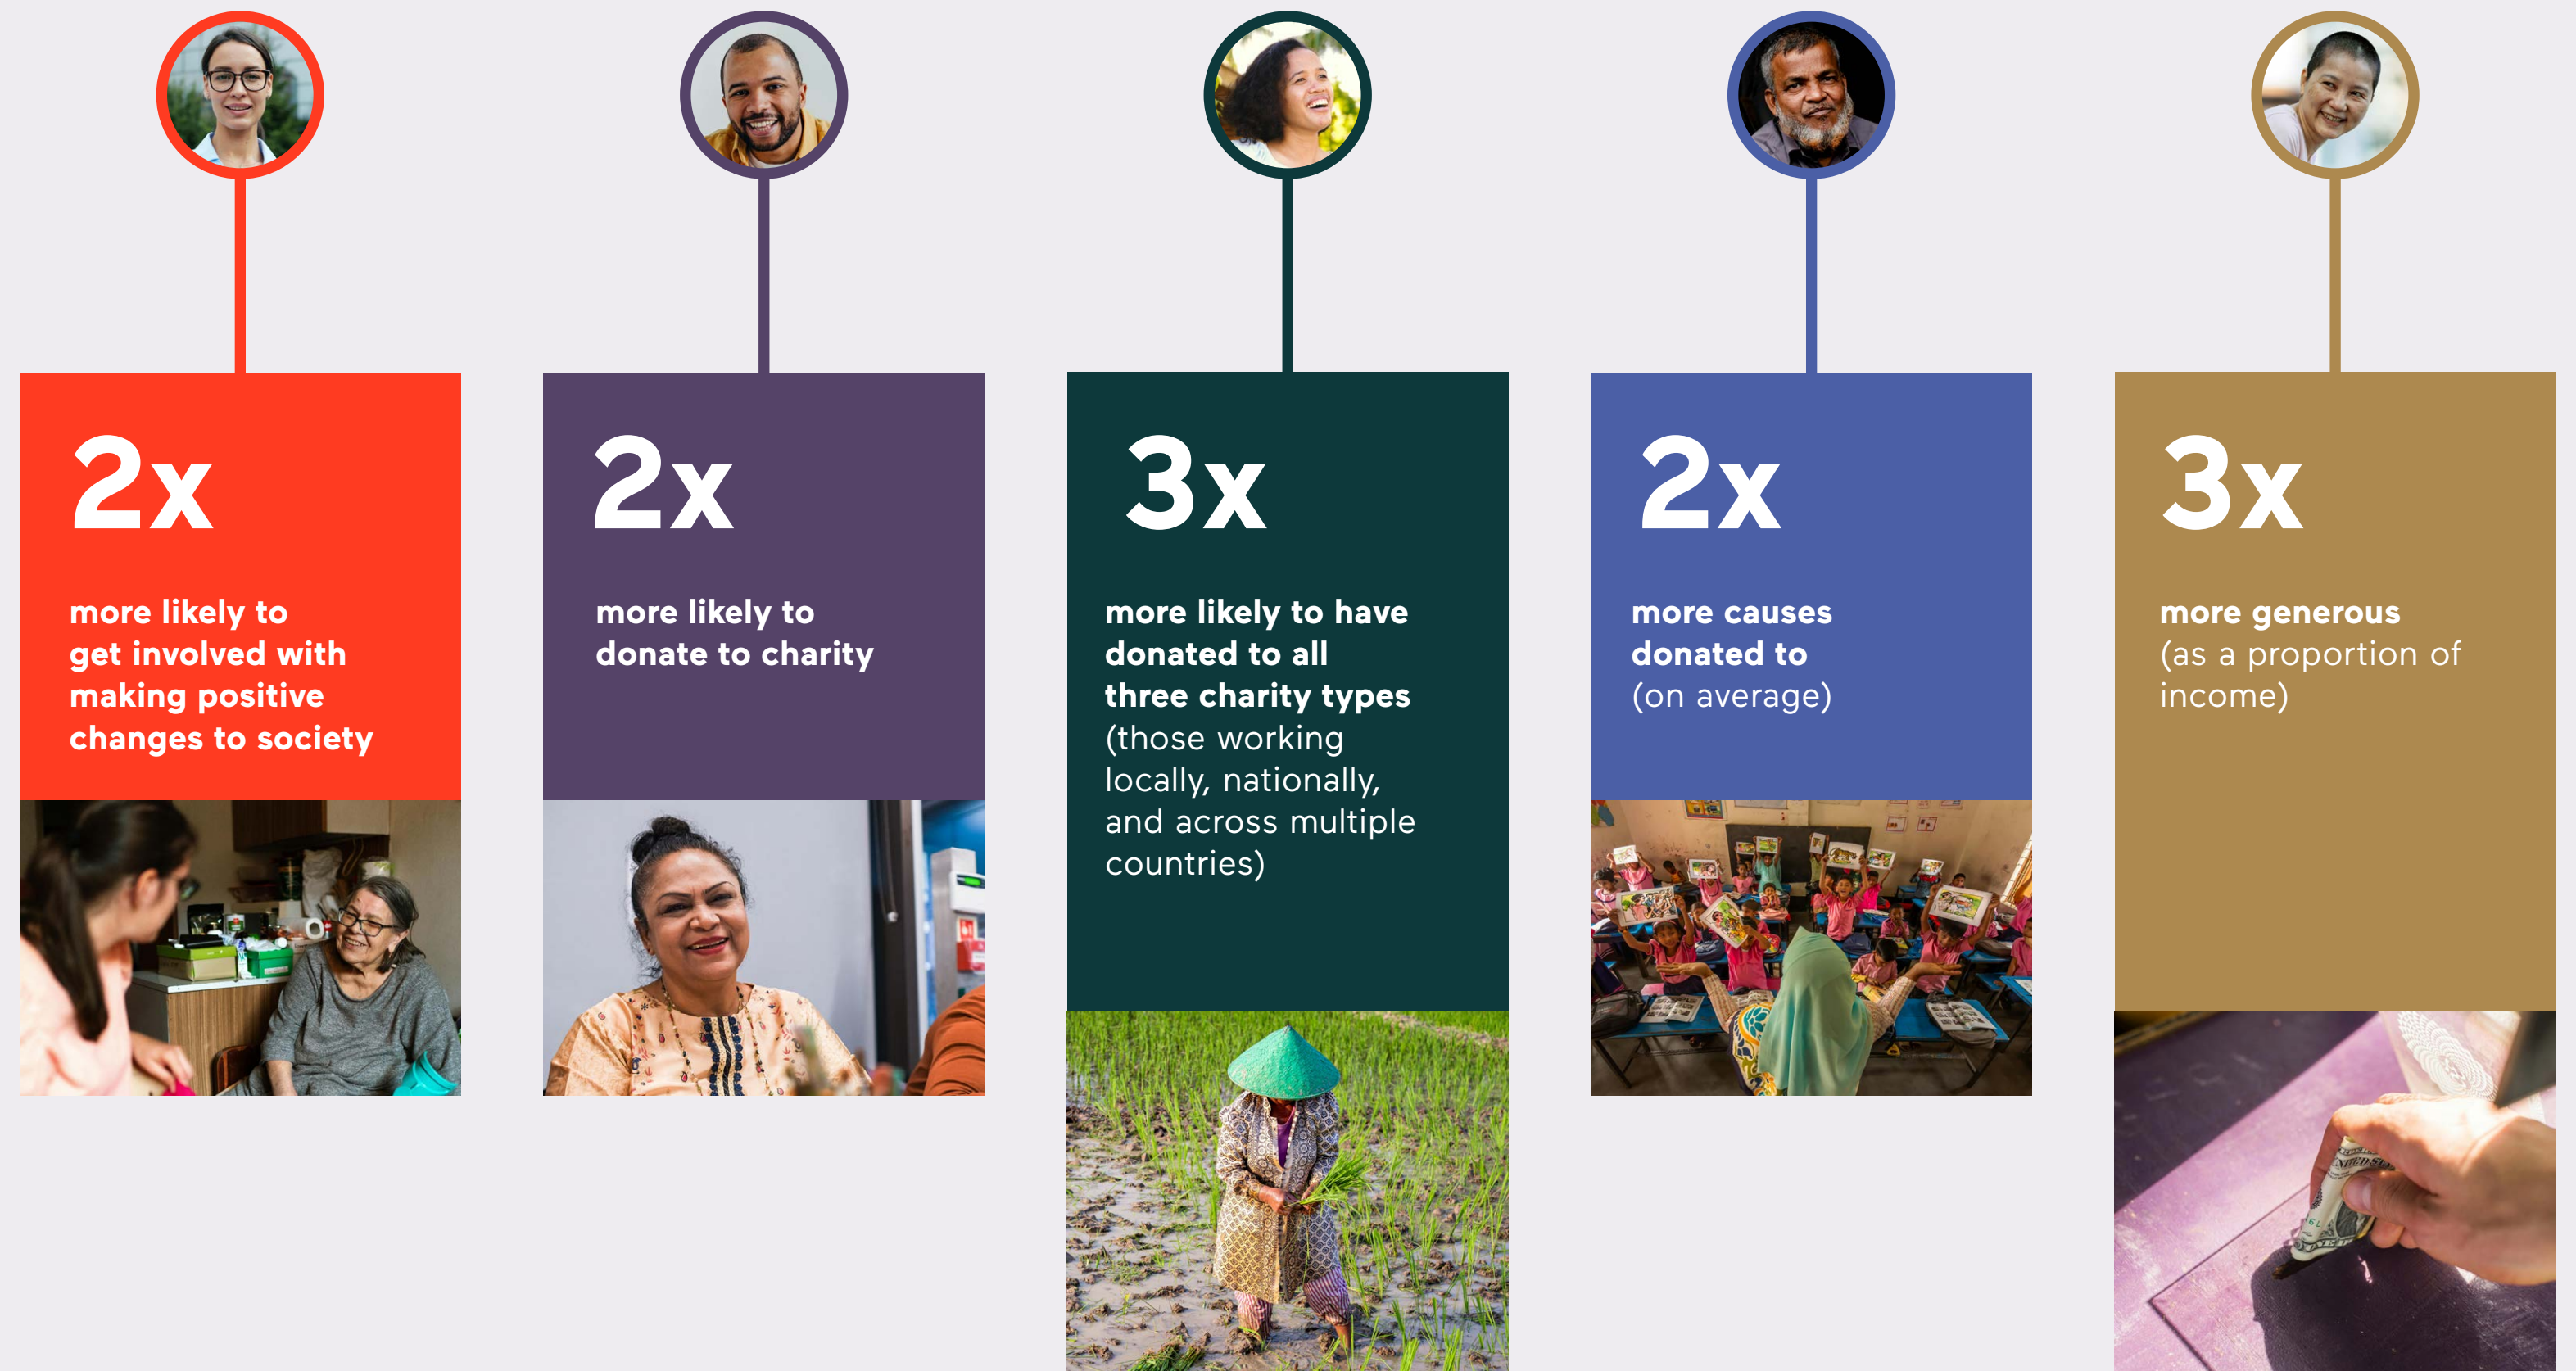 2x
more likely to
get involved with
making positive
changes to society
2x
more likely to
donate to charity
3x
more likely to have
donated to all
three charity types
(those working
locally, nationally,
and across multiple
countries)
2x
more causes
donated to
(on average)
3x
more generous
(as a proportion of
income)